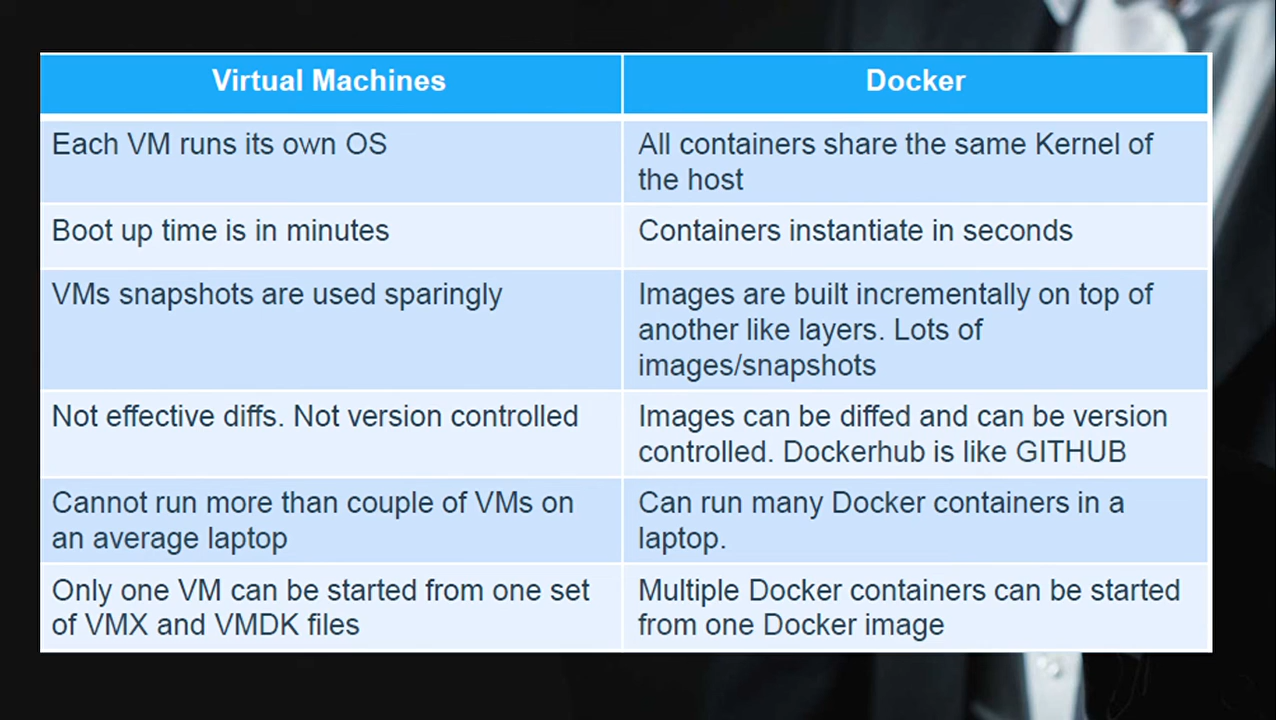 Virtual Machines
Docker
Each VM runs its own OS
All containers share the same Kernel of
the host
Boot up time is in minutes
Containers instantiate in seconds
VMs snapshots are used sparingly
Images are built incrementally on top of
another like layers. Lots of
images/snapshots
Not effective diffs. Not version controlled
Images can be diffed and can be version
controlled. Dockerhub is like GITHUB
Cannot run more than couple of VMs on
an average laptop
Can run many Docker containers in a
laptop.
Only one VM can be started from one set
of VMX and VMDK files
Multiple Docker containers can be started
from one Docker image